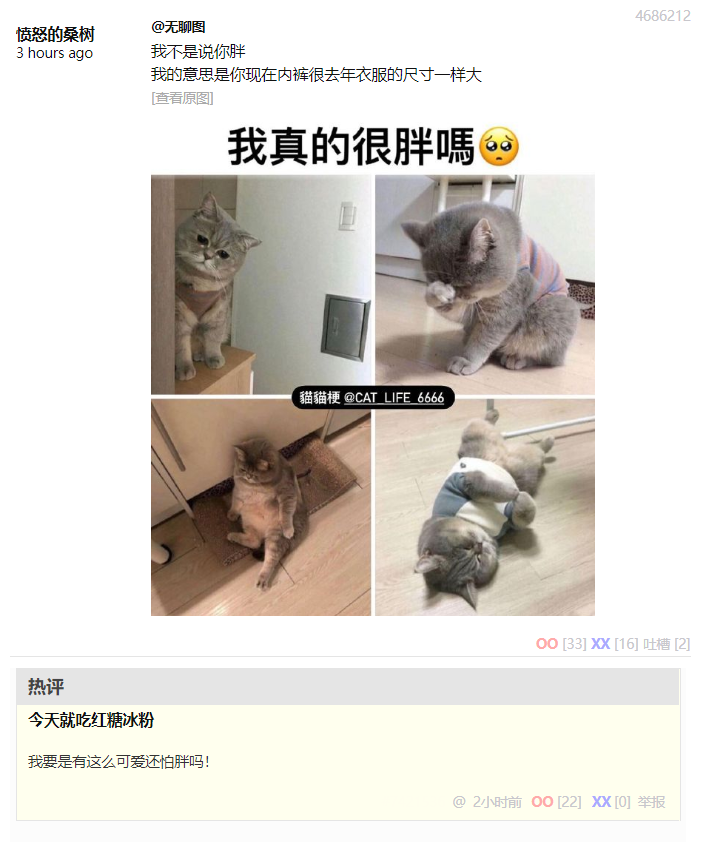 4686212
愤怒的桑树
3 hours ago
@无聊图
我不是说你胖
我的意思是你现在内裤很去年衣服的尺寸一样大
[查看原图]
我真的很胖嗎🥺
貓貓梗 @CAT_LIFE_6666
OO [33] XX [16] 吐槽 [2]
热评
今天就吃红糖冰粉
我要是有这么可爱还怕胖吗！
@ 2小时前 OO [22] XX [0] 举报